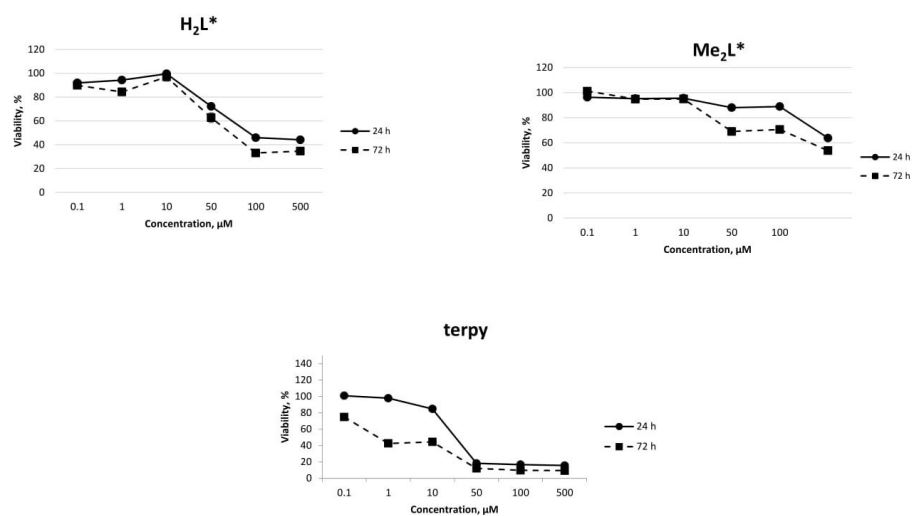 H₂L*
120
100
80
60
40
20
0
Viability, %
0.1 1 10 50 100 500
Concentration, µM
24 h
72 h
Me₂L*
120
100
80
60
40
20
0
Viability, %
0.1 1 10 50 100
Concentration, µM
24 h
72 h
terpy
140
120
100
80
60
40
20
0
Viability, %
0.1 1 10 50 100 500
Concentration, µM
24 h
72 h